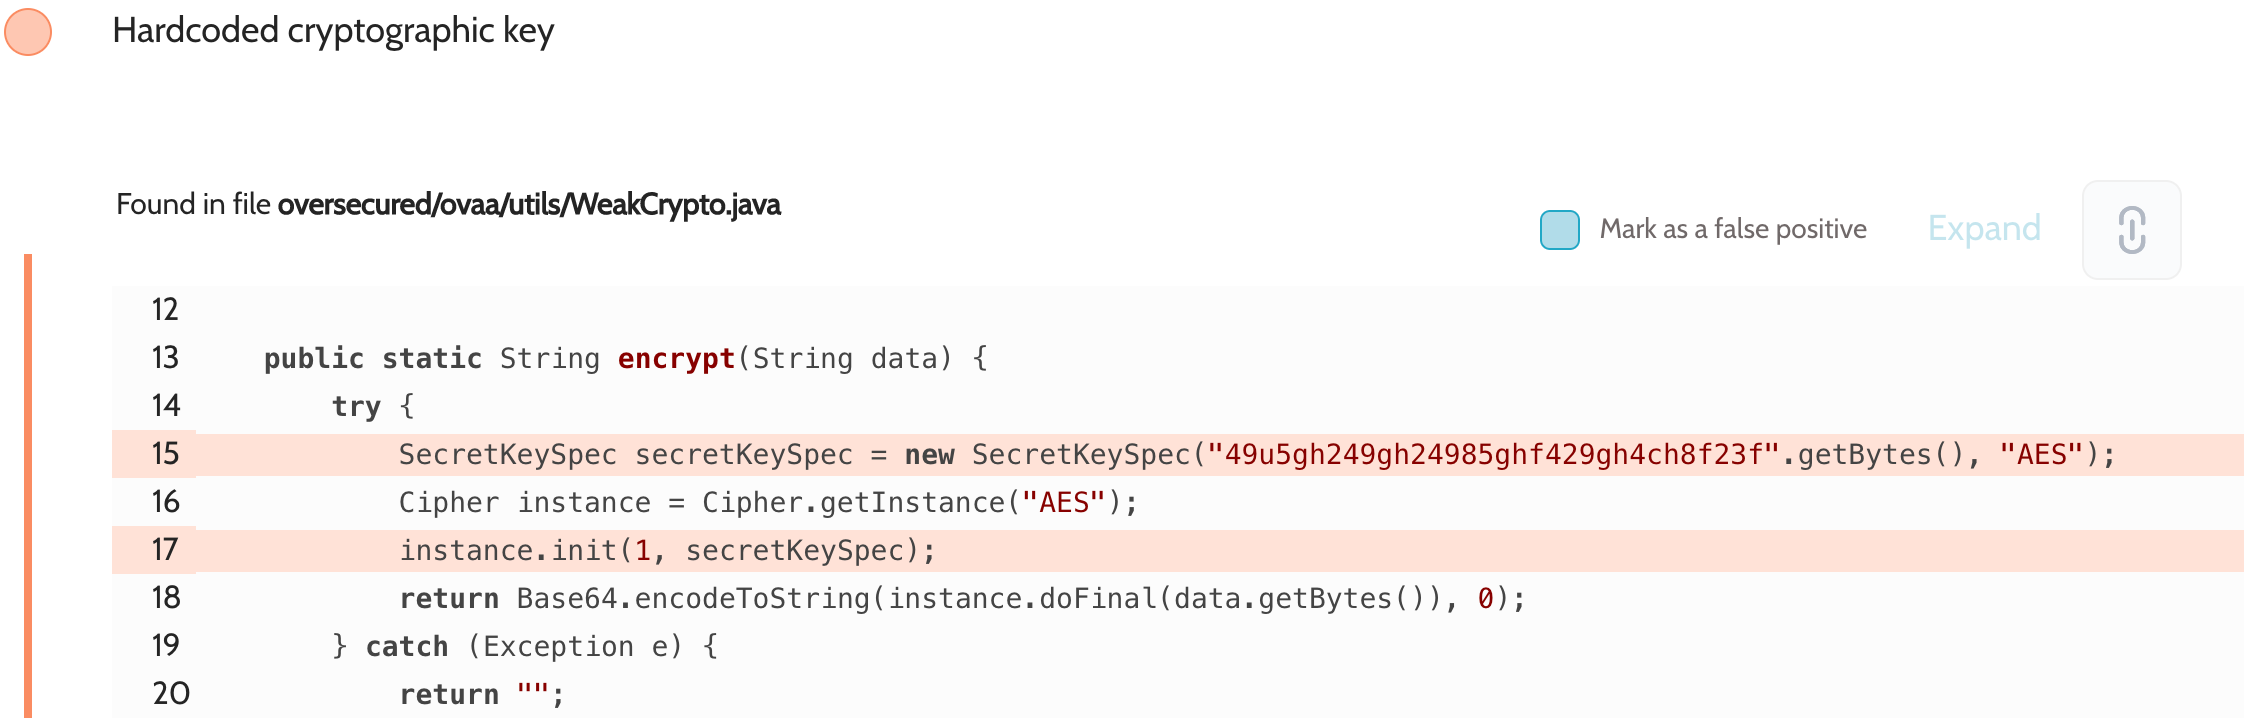 Hardcoded cryptographic key
Found in file oversecured/ovaa/utils/WeakCrypto.java
Mark as a false positive Expand
12
13 public static String encrypt(String data) {
14 try {
15 SecretKeySpec secretKeySpec = new SecretKeySpec("49u5gh249gh24985ghf429gh4ch8f23f".getBytes(), "AES");
16 Cipher instance = Cipher.getInstance("AES");
17 instance.init(1, secretKeySpec);
18 return Base64.encodeToString(instance.doFinal(data.getBytes()), 0);
19 } catch (Exception e) {
20 return "";